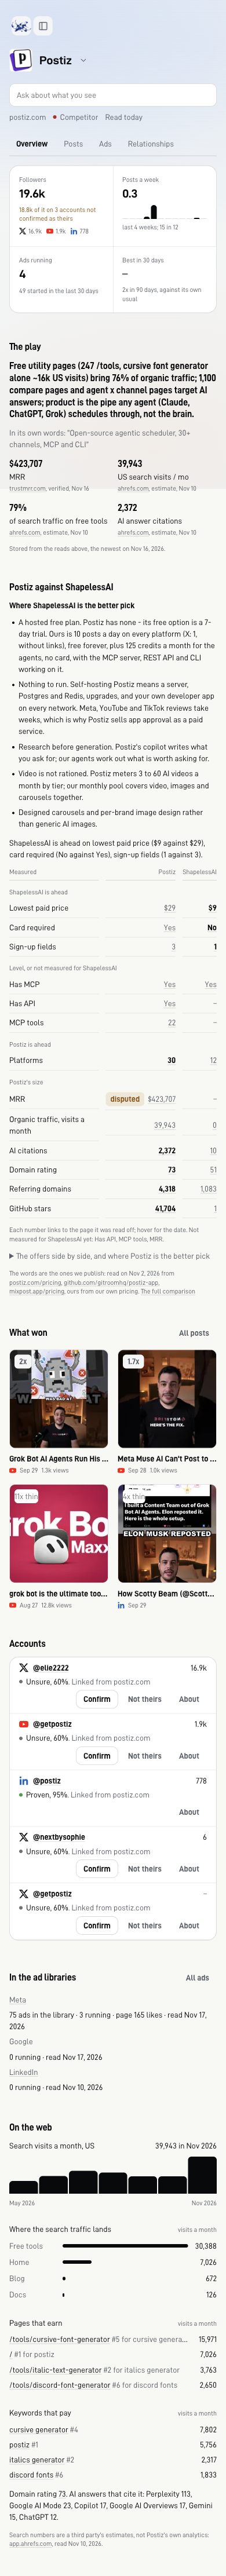 Postiz
Ask about what you see
postiz.com
Competitor
Read today
Overview
Posts
Ads
Relationships
Followers
19.6k
18.8k of it on 3 accounts not
confirmed as theirs
16.9k
1.9k
778
Posts a week
0.3
last 4 weeks; 15 in 12
Ads running
4
49 started in the last 30 days
Best in 30 days
–
2x in 90 days, against its own
usual
The play
Free utility pages (247 /tools, cursive font generator
alone ~16k US visits) bring 76% of organic traffic; 1,100
compare pages and agent x channel pages target AI
answers; product is the pipe any agent (Claude,
ChatGPT, Grok) schedules through, not the brain.
In its own words: "Open-source agentic scheduler, 30+
channels, MCP and CLI"
$423,707
MRR
trustmrr.com, verified, Nov 16
39,943
US search visits / mo
ahrefs.com, estimate, Nov 10
79%
of search traffic on free tools
ahrefs.com, estimate, Nov 10
2,372
AI answer citations
ahrefs.com, estimate, Nov 10
Stored from the reads above, the newest on Nov 16, 2026.
Postiz against ShapelessAI
Where ShapelessAI is the better pick
• A hosted free plan. Postiz has none - its free option is a 7-
day trial. Ours is 10 posts a day on every platform (X: 1,
without links), free forever, plus 125 credits a month for the
agents, no card, with the MCP server, REST API and CLI
working on it.
• Nothing to run. Self-hosting Postiz means a server,
Postgres and Redis, upgrades, and your own developer app
on every network. Meta, YouTube and TikTok reviews take
weeks, which is why Postiz sells app approval as a paid
service.
• Research before generation. Postiz's copilot writes what
you ask for; our agents work out what is worth asking for.
• Video is not rationed. Postiz meters 3 to 60 AI videos a
month by tier; our monthly pool covers video, images and
carousels together.
• Designed carousels and per-brand image design rather
than generic AI images.
ShapelessAI is ahead on lowest paid price ($9 against $29),
card required (No against Yes), sign-up fields (1 against 3).
Measured
Postiz
ShapelessAI
ShapelessAI is ahead
Lowest paid price
$29
$9
Card required
Yes
No
Sign-up fields
3
1
Level, or not measured for ShapelessAI
Has MCP
Yes
Yes
Has API
Yes
–
MCP tools
22
–
Postiz is ahead
Platforms
30
12
Postiz's size
MRR
disputed
$423,707
–
Organic traffic, visits a
month
39,943
0
AI citations
2,372
10
Domain rating
73
51
Referring domains
4,318
1,083
GitHub stars
41,704
1
Each number links to the page it was read off; hover for the date. Not
measured for ShapelessAI yet: Has API, MCP tools, MRR.
The offers side by side, and where Postiz is the better pick
The words are the ones we publish: read on Nov 2, 2026 from
postiz.com/pricing, github.com/gitroomhq/postiz-app,
mixpost.app/pricing, ours from our own pricing. The full comparison
What won
All posts
2x
Grok Bot AI Agents Run His ...
Sep 29
1.3k views
1.7x
HERE'S THE FIX.
Meta Muse AI Can't Post to ...
Sep 28
1.0k views
11x thin
grok bot is the ultimate too...
Aug 27
12.8k views
4x thin
I built a Content Team out of Grok
Bot AI Agents. Elon reposted it.
Here is the whole setup.
ELON MUSK REPOSTED
How Scotty Beam (@Scott...
Sep 29
Accounts
@elie2222
16.9k
Unsure, 60%. Linked from postiz.com
Confirm
Not theirs
About
@getpostiz
1.9k
Unsure, 60%. Linked from postiz.com
Confirm
Not theirs
About
@postiz
778
Proven, 95%. Linked from postiz.com
About
@nextbysophie
6
Unsure, 60%. Linked from postiz.com
Confirm
Not theirs
About
@getpostiz
–
Unsure, 60%. Linked from postiz.com
Confirm
Not theirs
About
In the ad libraries
All ads
Meta
75 ads in the library · 3 running · page 165 likes · read Nov 17,
2026
Google
0 running · read Nov 17, 2026
LinkedIn
0 running · read Nov 10, 2026
On the web
Search visits a month, US
39,943 in Nov 2026
May 2026
Nov 2026
Where the search traffic lands
visits a month
Free tools
30,388
Home
7,026
Blog
672
Docs
126
Pages that earn
visits a month
/tools/cursive-font-generator #5 for cursive genera...
15,971
/ #1 for postiz
7,026
/tools/italic-text-generator #2 for italics generator
3,763
/tools/discord-font-generator #6 for discord fonts
2,650
Keywords that pay
visits a month
cursive generator #4
7,802
postiz #1
5,756
italics generator #2
2,317
discord fonts #6
1,833
Domain rating 73. AI answers that cite it: Perplexity 113,
Google AI Mode 23, Copilot 17, Google AI Overviews 17, Gemini
15, ChatGPT 2.
Search numbers are a third party's estimates, not Postiz's own analytics:
app.ahrefs.com, read Nov 10, 2026.